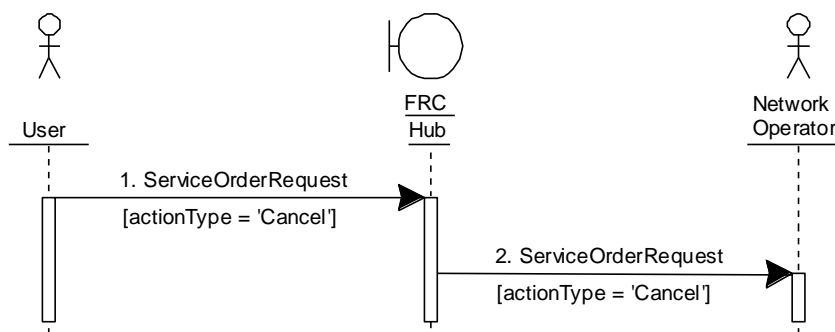 User
FRC
Hub
Network
Operator
1. ServiceOrderRequest
[actionType = 'Cancel']
2. ServiceOrderRequest
[actionType = 'Cancel']